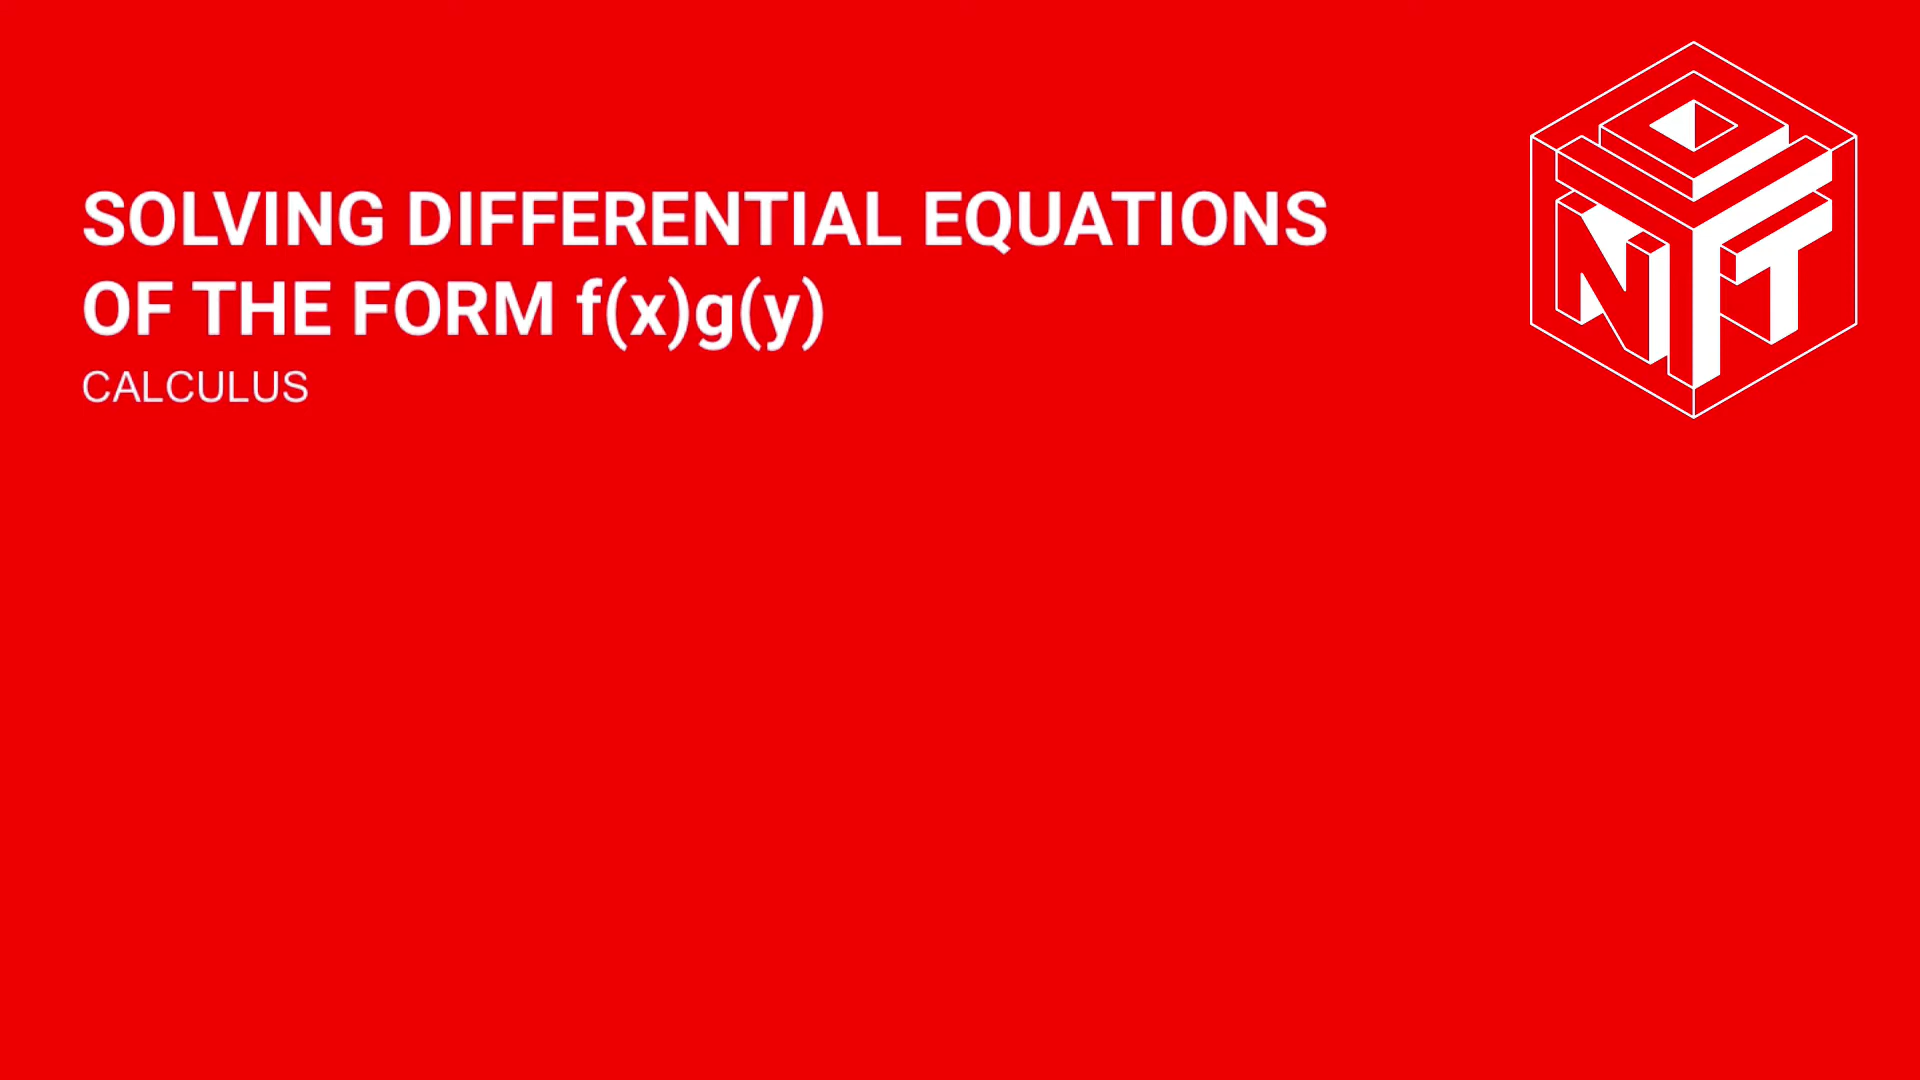 SOLVING DIFFERENTIAL EQUATIONS
OF THE FORM f(x)g(y)
CALCULUS